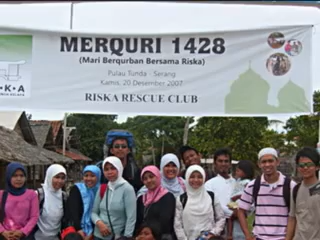 MERQURI 1428
(Mari Berqurban Bersama Riska)
Pulau Tunda - Serang
Kamis, 20 Desember 2007
RISKA RESCUE CLUB